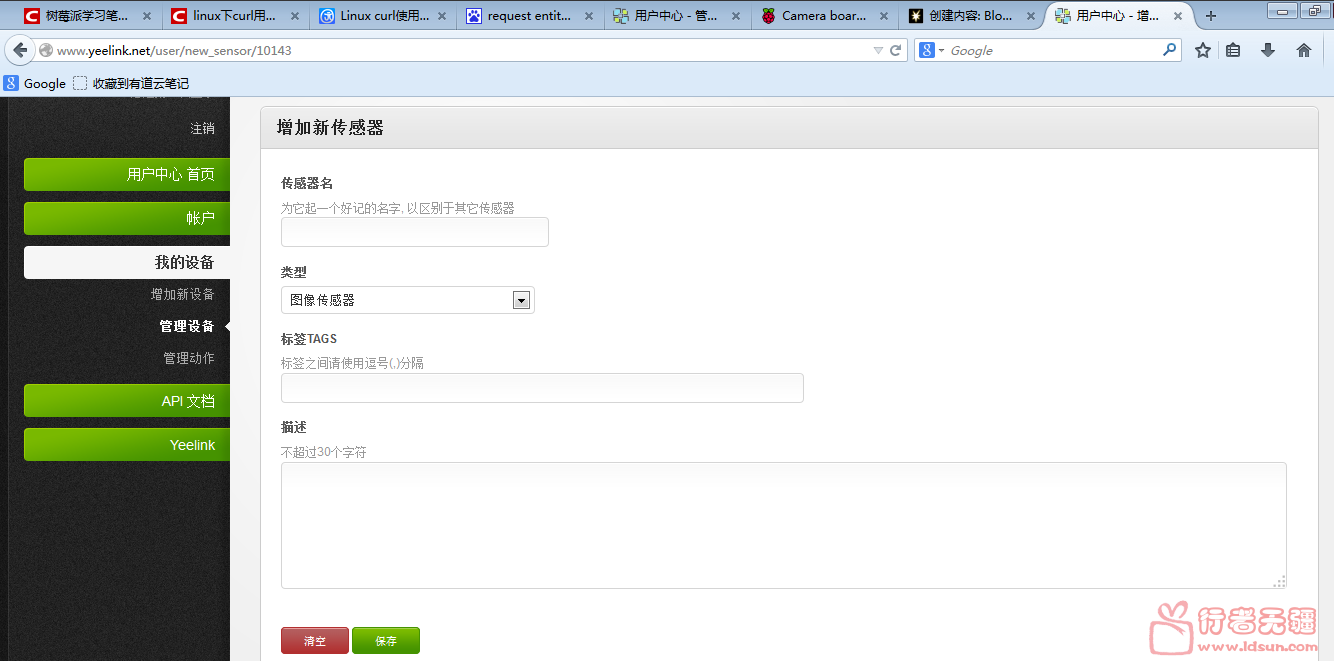 树莓派学习笔...
linux下curl用...
Linux curl使用...
request entit...
用户中心 - 管...
Camera boar...
创建内容: Blo...
用户中心 - 增...
www.yeelink.net/user/new_sensor/10143
Google
Google
收藏到有道云笔记
注销
用户中心 首页
帐户
我的设备
增加新设备
管理设备
管理动作
API 文档
Yeelink
增加新传感器
传感器名
为它起一个好记的名字, 以区别于其它传感器
类型
图像传感器
标签TAGS
标签之间请使用逗号(,)分隔
描述
不超过30个字符
清空
保存
行者无疆
www.ldsun.com